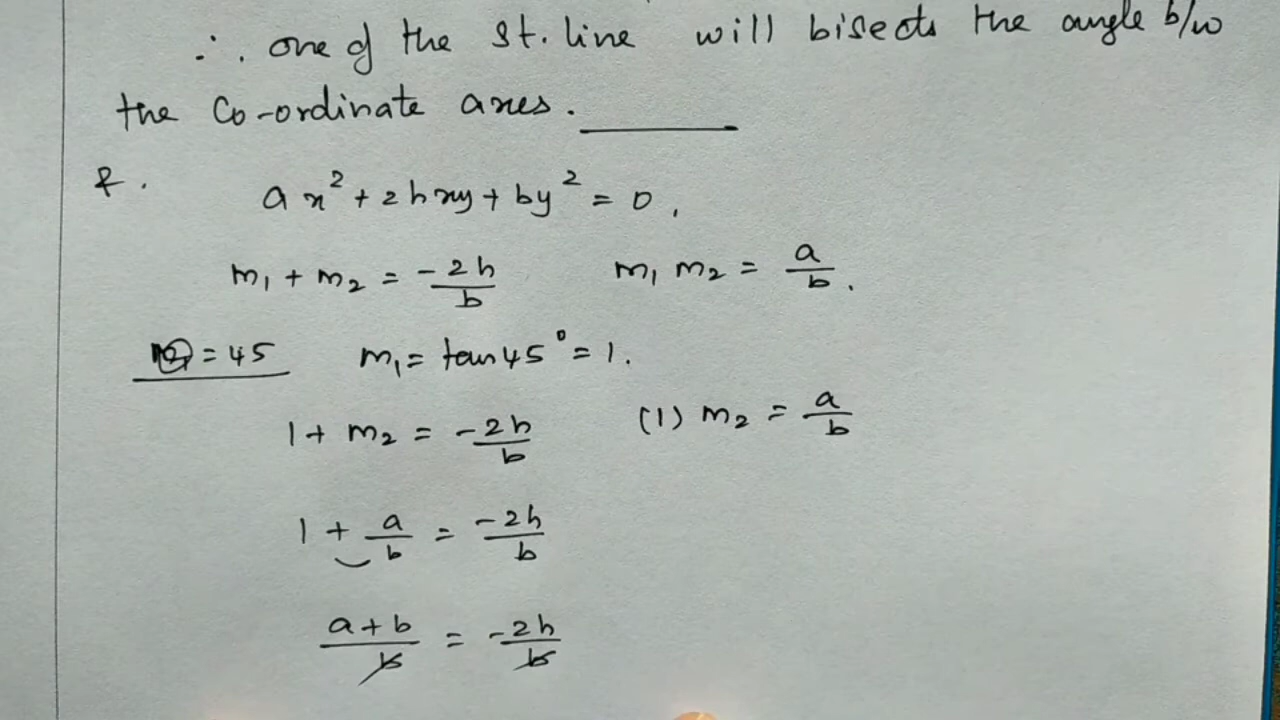 ∴ one of the st. line will bisects the angle b/w
the Co-ordinate axes.
ax² + 2hxy + by² = 0,
m₁ + m₂ = -2h/b m₁ m₂ = a/b.
= 45 m₁ = tan 45° = 1.
1 + m₂ = -2h/b (1) m₂ = a/b
1 + a/b = -2h/b
a+b/b = -2h/b